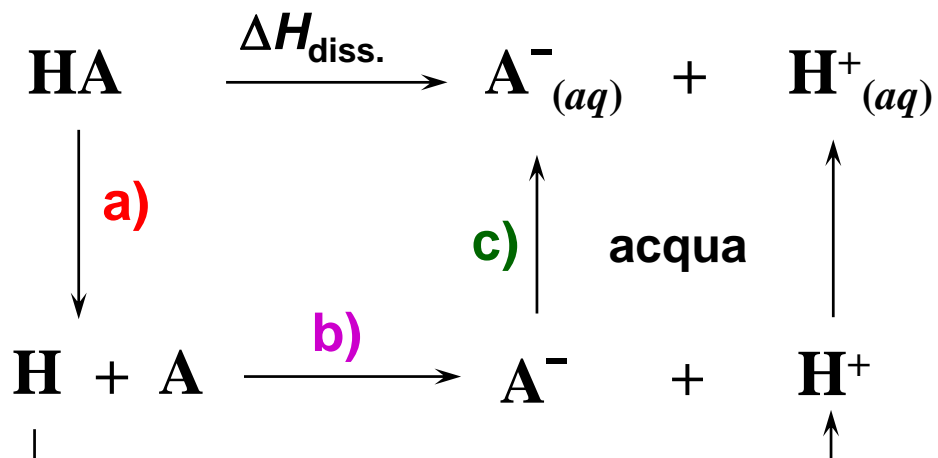 HA ΔHdiss. A−(aq) + H+(aq)
a)
c) acqua
b)
H + A A− + H+